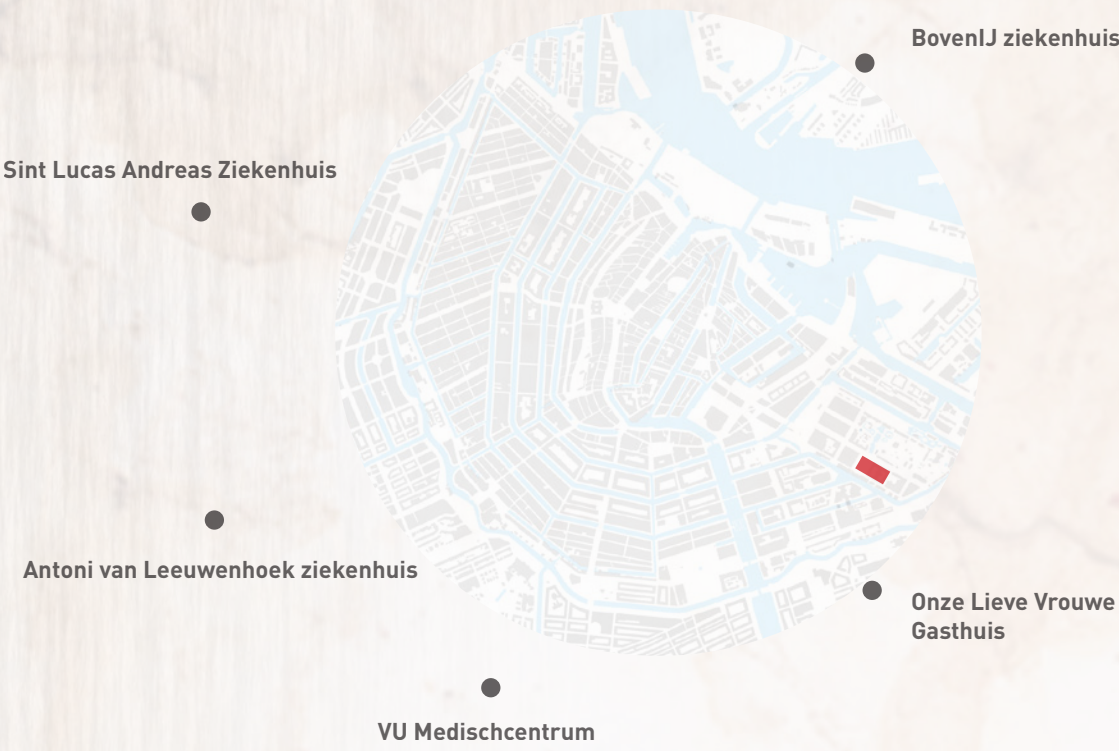 BovenIJ ziekenhuis
Sint Lucas Andreas Ziekenhuis
Antoni van Leeuwenhoek ziekenhuis
Onze Lieve Vrouwe
Gasthuis
VU Medischcentrum